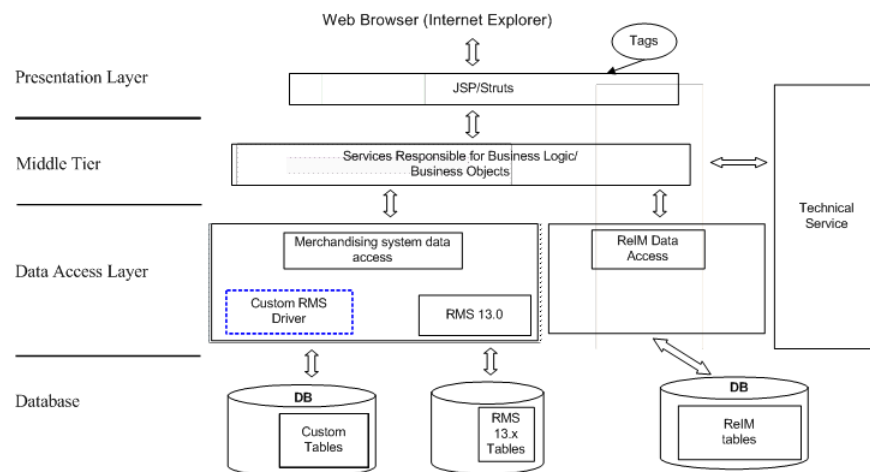 Web Browser (Internet Explorer)
Tags
Presentation Layer
JSP/Struts
Middle Tier
Services Responsible for Business Logic/
Business Objects
Technical
Service
Data Access Layer
Merchandising system data
access
ReIM Data
Access
Custom RMS
Driver
RMS 13.0
Database
DB
Custom
Tables
RMS
13.x
Tables
DB
ReIM
tables